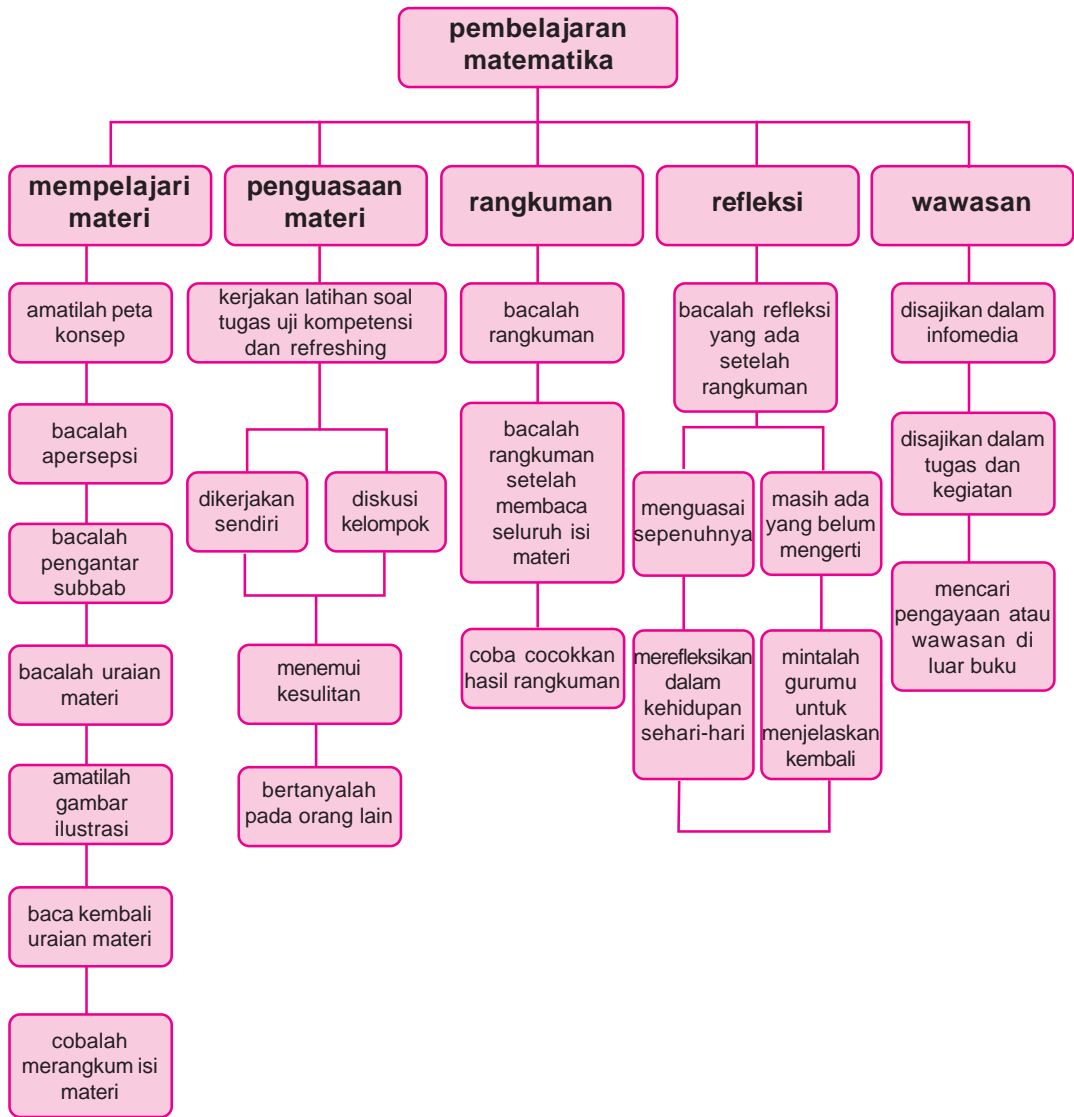 pembelajaran
matematika
mempelajari
materi
amatilah peta
konsep
bacalah
apersepsi
bacalah
pengantar
subbab
bacalah uraian
materi
amatilah
gambar
ilustrasi
baca kembali
uraian materi
cobalah
merangkum isi
materi
penguasaan
materi
kerjakan latihan soal
tugas uji kompetensi
dan refreshing
dikerjakan
sendiri
diskusi
kelompok
menemui
kesulitan
bertanyalah
pada orang lain
rangkuman
bacalah
rangkuman
bacalah
rangkuman
setelah
membaca
seluruh isi
materi
coba cocokkan
hasil rangkuman
refleksi
bacalah refleksi
yang ada
setelah
rangkuman
menguasai
sepenuhnya
merefleksikan
dalam
kehidupan
sehari-hari
masih ada
yang belum
mengerti
mintalah
gurumu
untuk
menjelaskan
kembali
wawasan
disajikan dalam
infomedia
disajikan dalam
tugas dan
kegiatan
mencari
pengayaan atau
wawasan di
luar buku